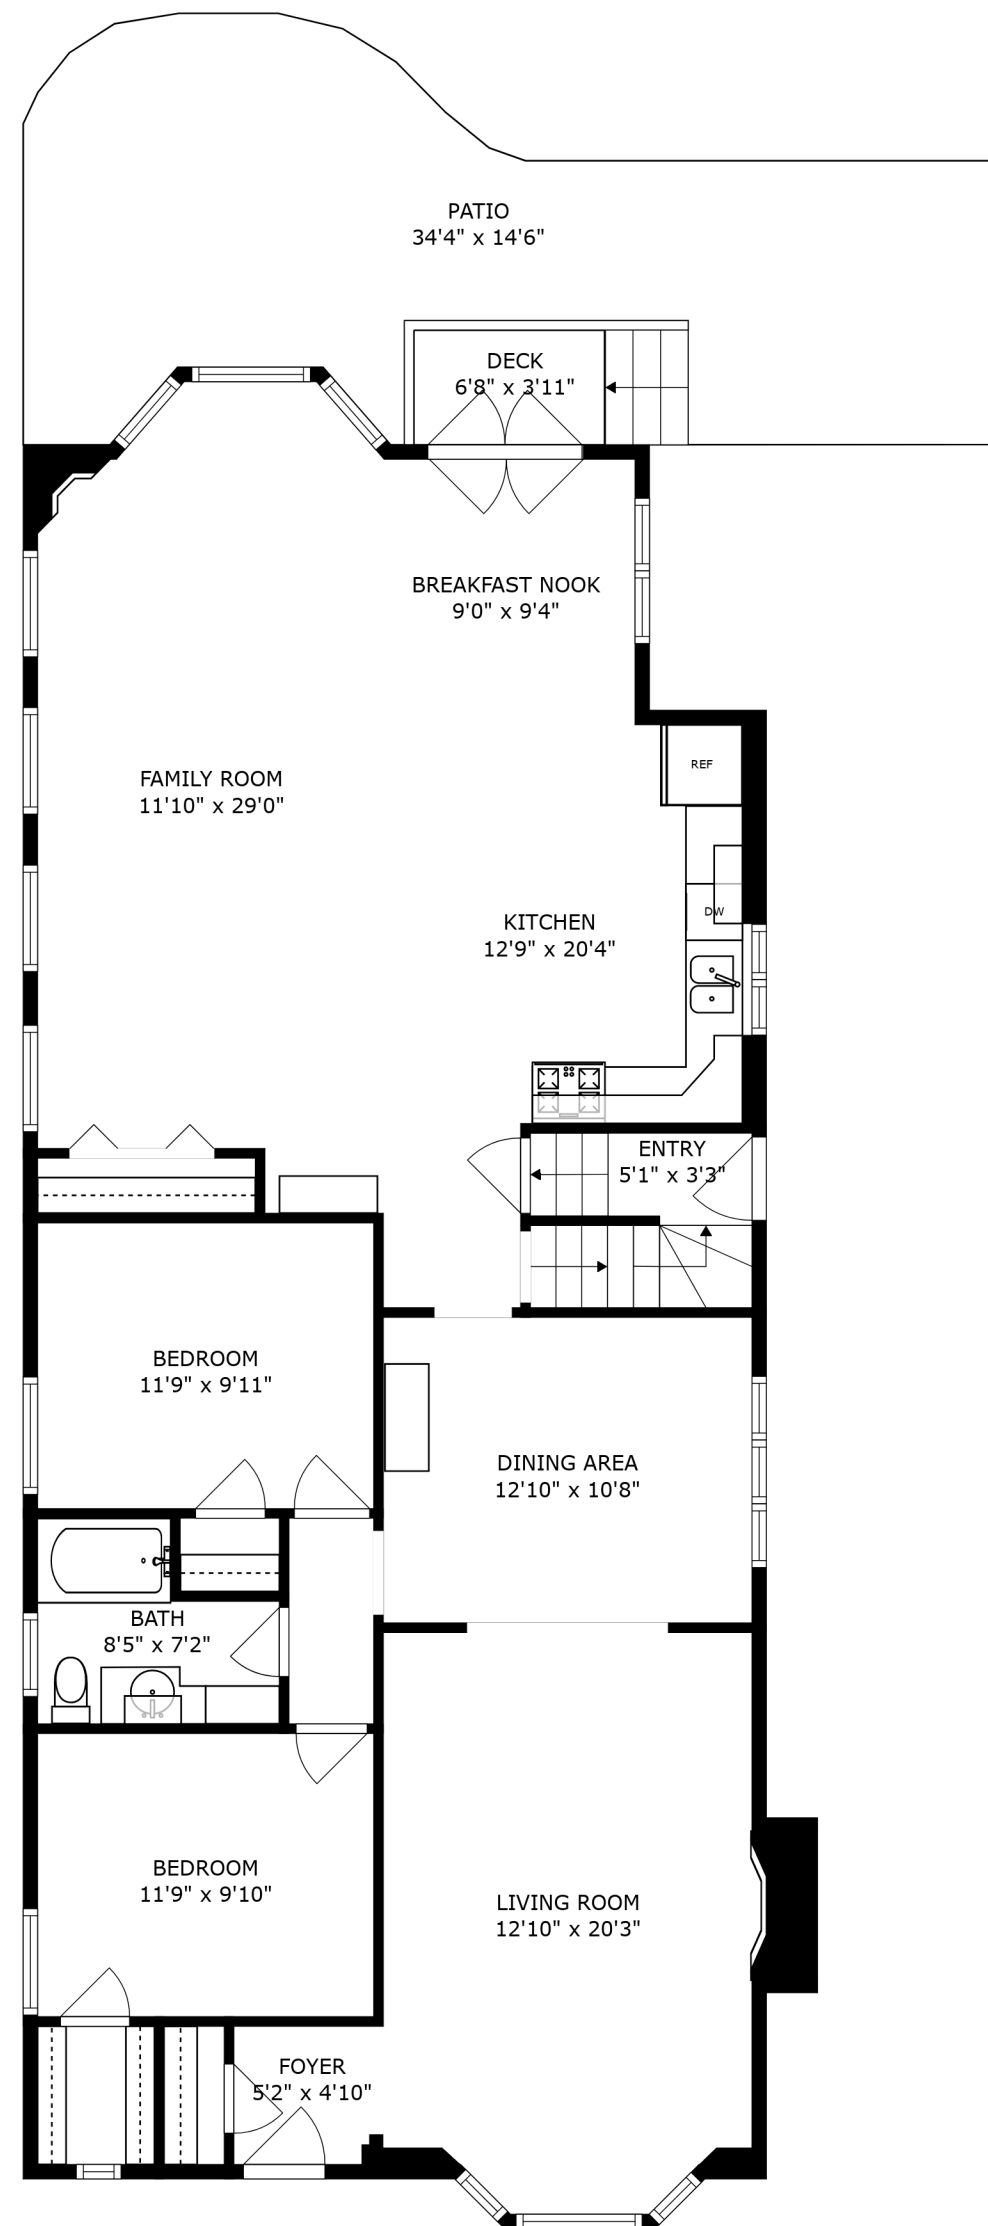 PATIO
34'4" x 14'6"
DECK
6'8" x 3'11"
BREAKFAST NOOK
9'0" x 9'4"
REF
FAMILY ROOM
11'10" x 29'0"
DW
KITCHEN
12'9" x 20'4"
ENTRY
5'1" x 3'3"
BEDROOM
11'9" x 9'11"
DINING AREA
12'10" x 10'8"
BATH
8'5" x 7'2"
BEDROOM
11'9" x 9'10"
LIVING ROOM
12'10" x 20'3"
FOYER
5'2" x 4'10"